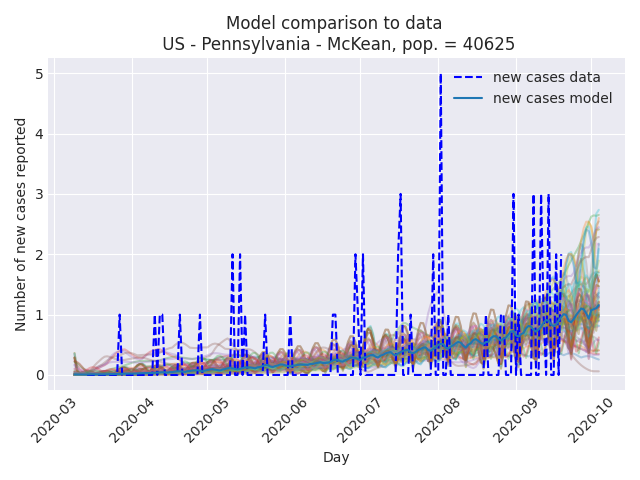 Model comparison to data
US - Pennsylvania - McKean, pop. = 40625
new cases data
new cases model
Number of new cases reported
5
4
3
2
1
0
2020-03
2020-04
2020-05
2020-06
2020-07
2020-08
2020-09
2020-10
Day